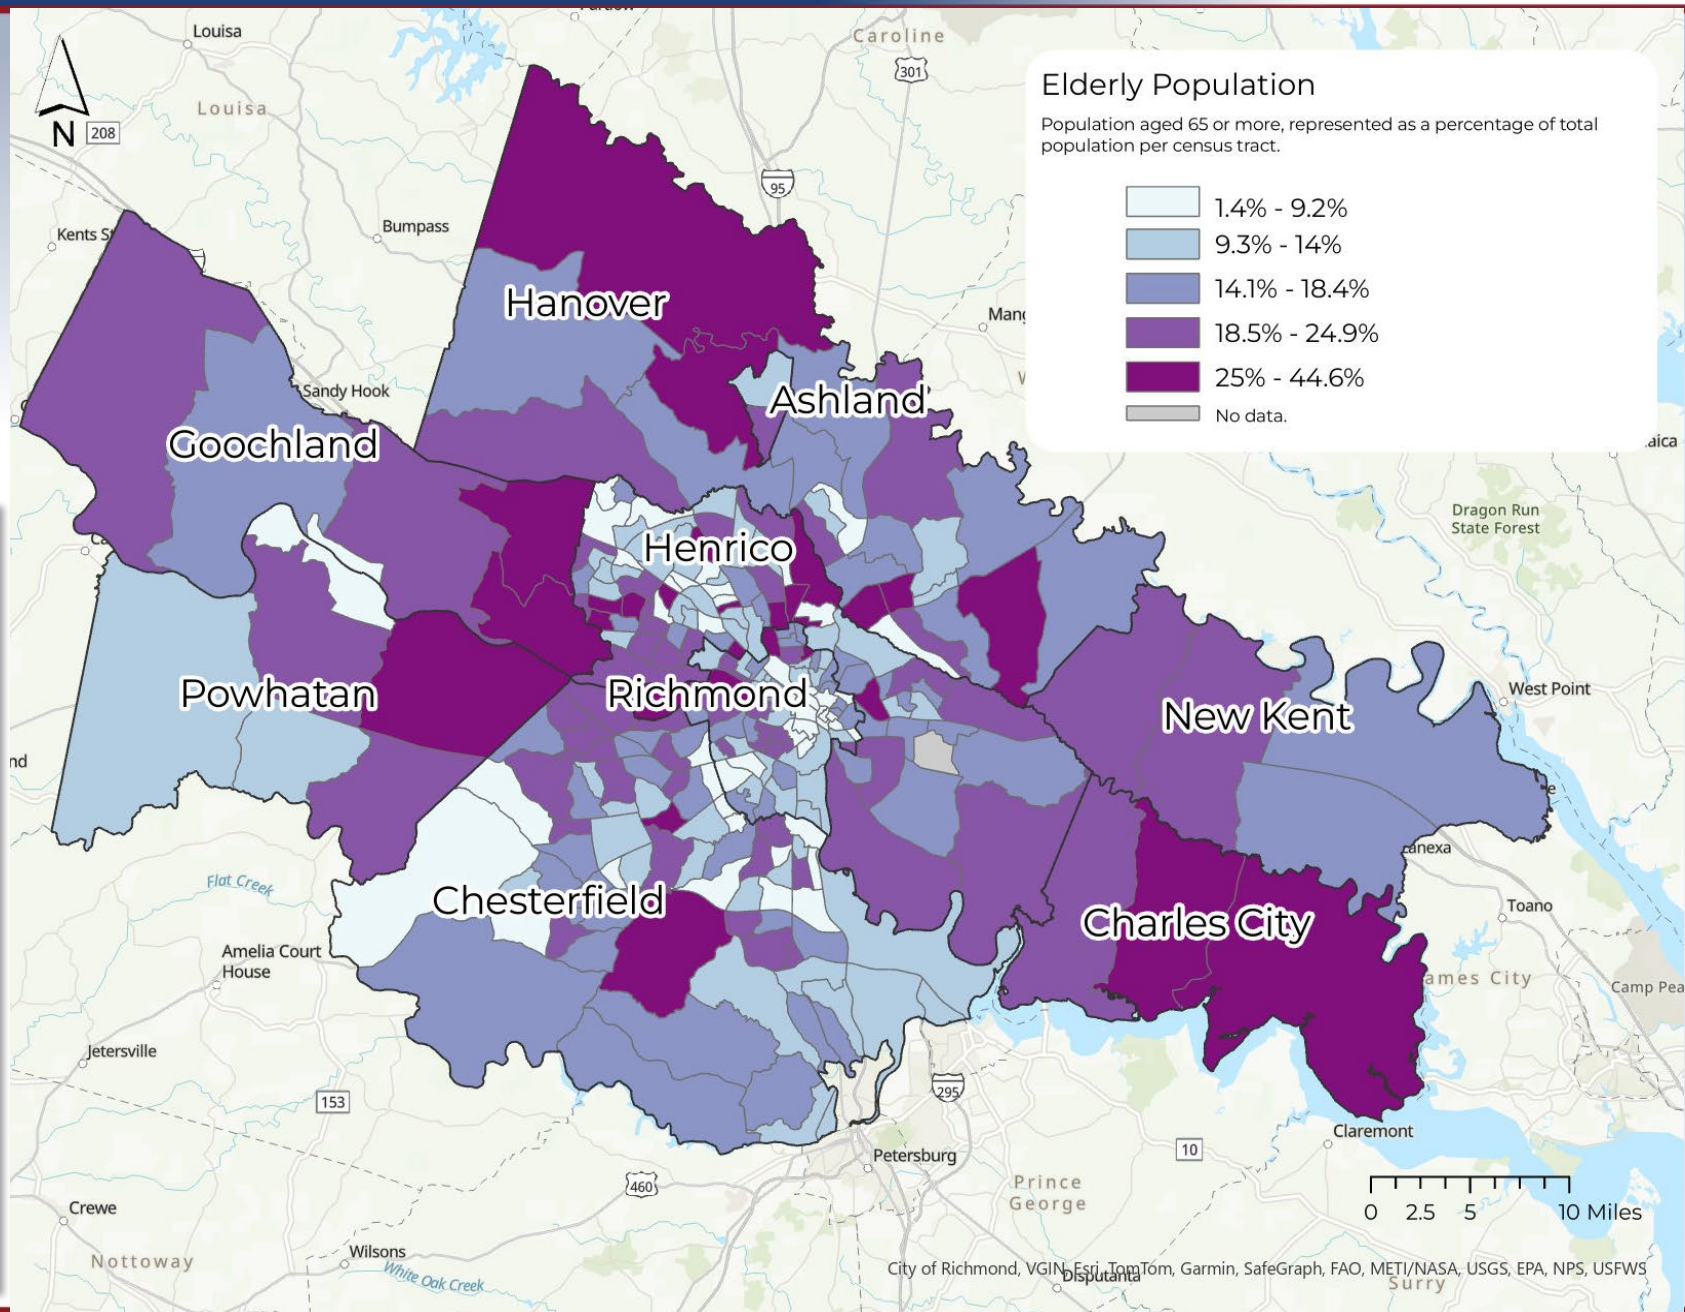 Louisa
Caroline
301
Louisa
N
208
95
Elderly Population
Population aged 65 or more, represented as a percentage of total
population per census tract.
1.4% - 9.2%
9.3% - 14%
14.1% - 18.4%
18.5% - 24.9%
25% - 44.6%
No data.
Kents St
Bumpass
Hanover
Sandy Hook
Ashland
Goochland
Dragon Run
State Forest
Henrico
Powhatan
Richmond
New Kent
West Point
Chesterfield
Charles City
Flat Creek
Toano
Amelia Court
House
ames City
Camp Pea
Jetersville
153
295
Claremont
10
Petersburg
460
Prince
George
0 2.5 5 10 Miles
Crewe
Nottoway
Wilsons
White Oak Creek
City of Richmond, VGIN, Esri, TomTom, Garmin, SafeGraph, FAO, METI/NASA, USGS, EPA, NPS, USFWS
Disputanta
Surry